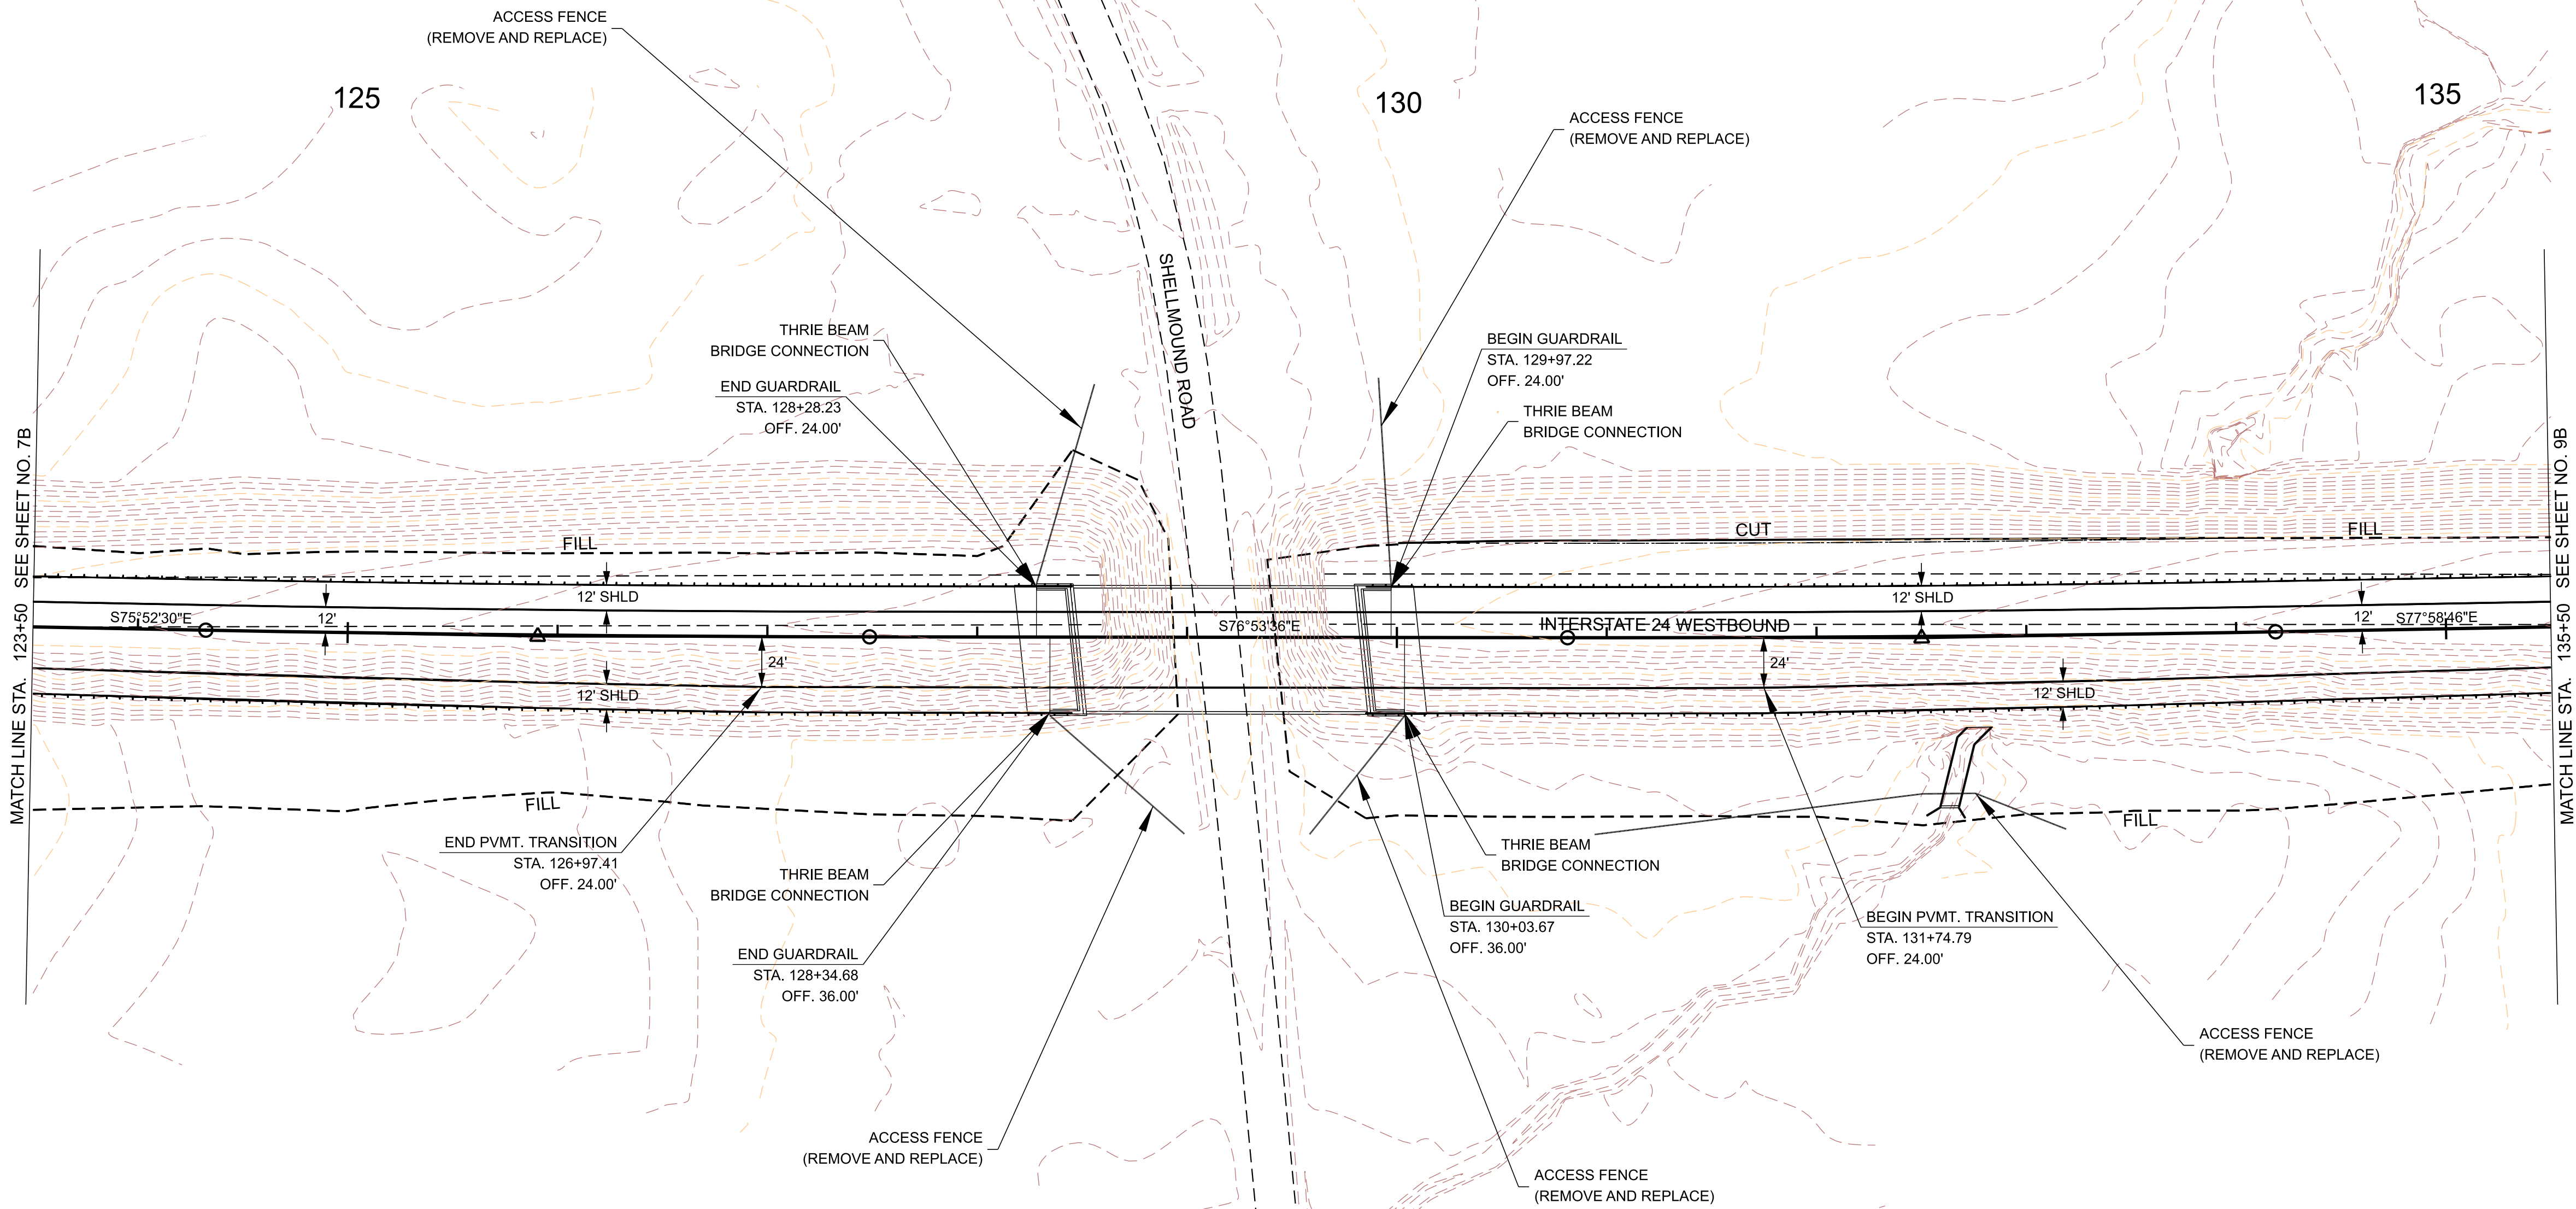 ACCESS FENCE
(REMOVE AND REPLACE)
125
130
135
ACCESS FENCE
(REMOVE AND REPLACE)
SHELLMOUND ROAD
THRIE BEAM
BRIDGE CONNECTION
END GUARDRAIL
STA. 128+28.23
OFF. 24.00'
BEGIN GUARDRAIL
STA. 129+97.22
OFF. 24.00'
THRIE BEAM
BRIDGE CONNECTION
MATCH LINE STA. 123+50 SEE SHEET NO. 7B
MATCH LINE STA. 135+50 SEE SHEET NO. 9B
FILL
CUT
FILL
12' SHLD
12' SHLD
S75°52'30"E
12'
S76°53'36"E
INTERSTATE 24 WESTBOUND
12'
S77°58'46"E
24'
24'
12' SHLD
12' SHLD
FILL
FILL
END PVMT. TRANSITION
STA. 126+97.41
OFF. 24.00'
THRIE BEAM
BRIDGE CONNECTION
THRIE BEAM
BRIDGE CONNECTION
END GUARDRAIL
STA. 128+34.68
OFF. 36.00'
BEGIN GUARDRAIL
STA. 130+03.67
OFF. 36.00'
BEGIN PVMT. TRANSITION
STA. 131+74.79
OFF. 24.00'
ACCESS FENCE
(REMOVE AND REPLACE)
ACCESS FENCE
(REMOVE AND REPLACE)
ACCESS FENCE
(REMOVE AND REPLACE)